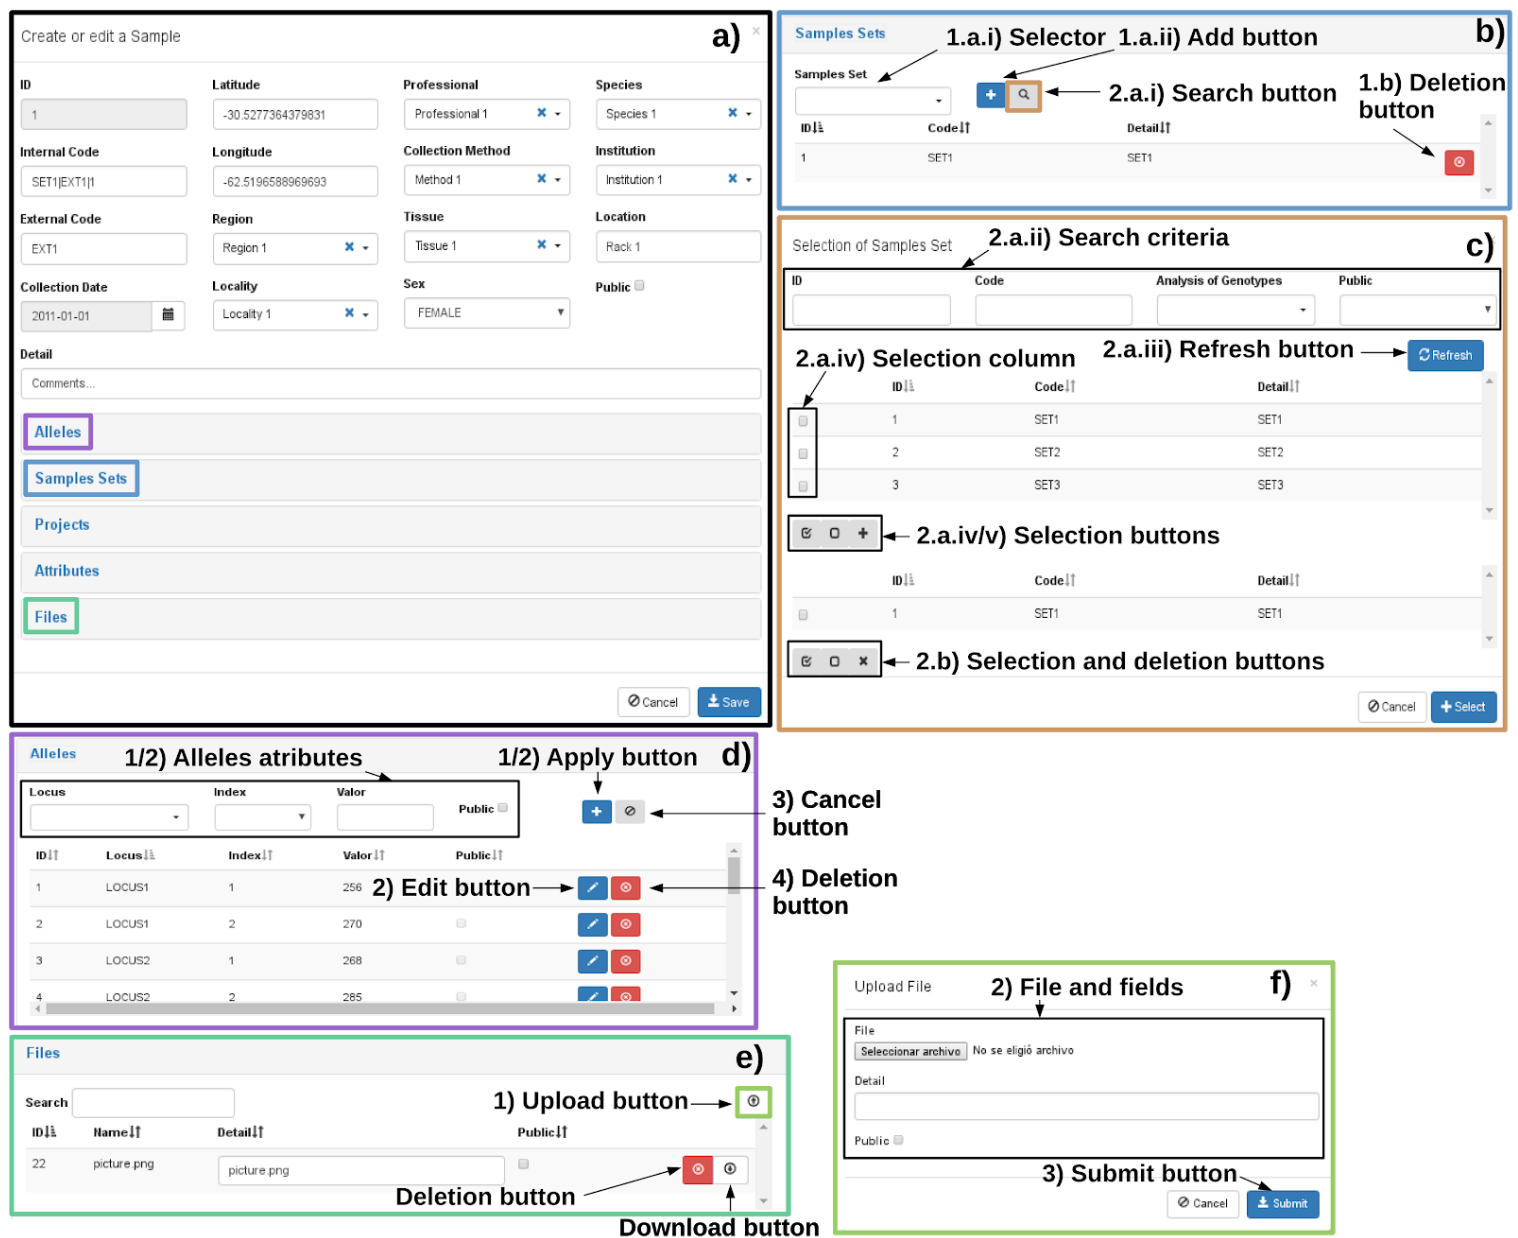 Create or edit a Sample
a)
×
ID
Latitude
Professional
Species
1
-30.5277364379831
Professional 1
Species 1
Internal Code
Longitude
Collection Method
Institution
SET1|EXT1|1
-62.5196588969693
Method 1
Institution 1
External Code
Region
Tissue
Location
EXT1
Region 1
Tissue 1
Rack 1
Collection Date
Locality
Sex
Public
2011-01-01
Locality 1
FEMALE
Detail
Comments...
Alleles
Samples Sets
Projects
Attributes
Files
Cancel
Save
Samples Sets
1.a.i) Selector
1.a.ii) Add button
b)
Samples Set
2.a.i) Search button
1.b) Deletion
button
ID
Code
Detail
1
SET1
SET1
Selection of Samples Set
2.a.ii) Search criteria
c)
ID
Code
Analysis of Genotypes
Public
2.a.iii) Refresh button
Refresh
2.a.iv) Selection column
ID
Code
Detail
1
SET1
SET1
2
SET2
SET2
3
SET3
SET3
2.a.iv/v) Selection buttons
ID
Code
Detail
1
SET1
SET1
2.b) Selection and deletion buttons
Cancel
Select
Alleles
1/2) Alleles atributes
1/2) Apply button
d)
Locus
Index
Valor
Public
3) Cancel
button
ID
Locus
Index
Valor
Public
1
LOCUS1
1
256
2) Edit button
4) Deletion
button
2
LOCUS1
2
270
3
LOCUS2
1
268
4
LOCUS2
2
285
Files
e)
Search
1) Upload button
ID
Name
Detail
Public
22
picture.png
picture.png
Deletion button
Download button
Upload File
2) File and fields
f)
×
File
Seleccionar archivo
No se eligió archivo
Detail
Public
3) Submit button
Cancel
Submit